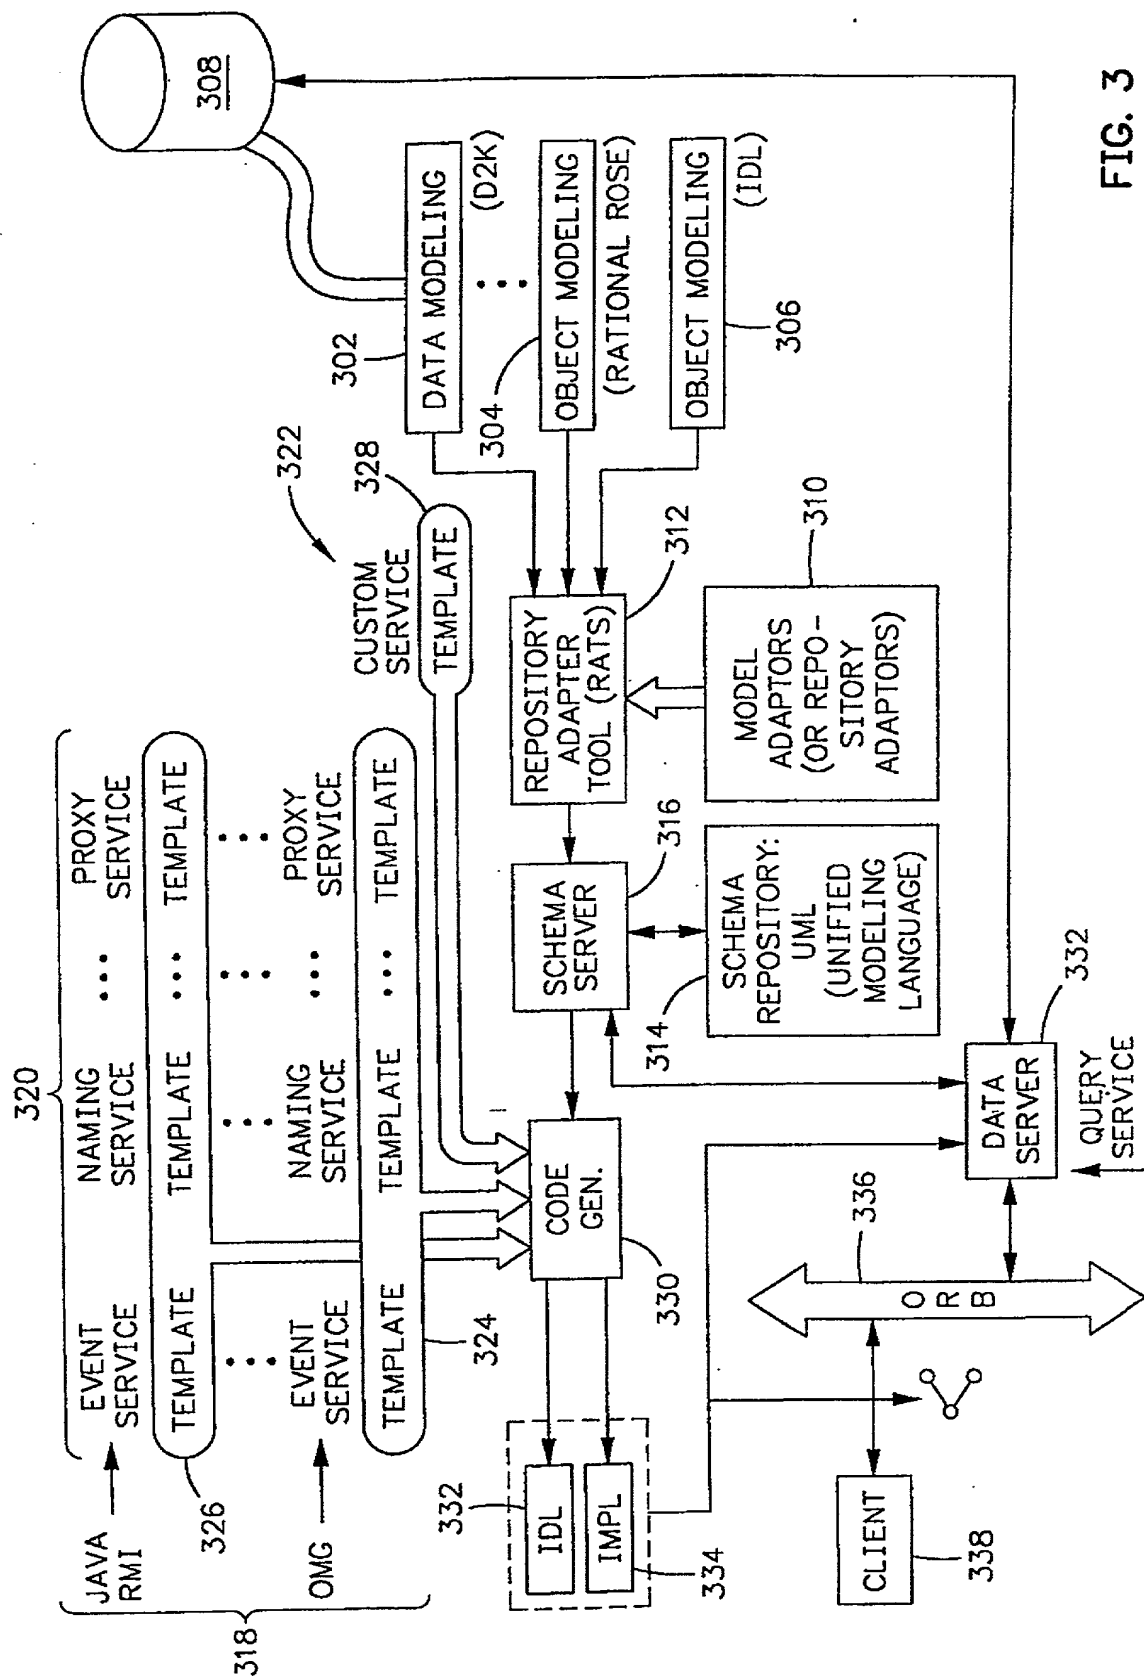 320
JAVA
RMI
EVENT
SERVICE
NAMING
SERVICE
•••
PROXY
SERVICE
326
TEMPLATE
TEMPLATE
•••
TEMPLATE
•••
•••
•••
•••
318
OMG
EVENT
SERVICE
NAMING
SERVICE
•••
PROXY
SERVICE
TEMPLATE
TEMPLATE
•••
TEMPLATE
324
322
CUSTOM
SERVICE
328
TEMPLATE
308
302
DATA MODELING
(D2K)
•••
304
OBJECT MODELING
(RATIONAL ROSE)
OBJECT MODELING
(IDL)
306
332
IDL
IMPL
334
CODE
GEN.
330
SCHEMA
SERVER
316
REPOSITORY
ADAPTER
TOOL (RATS)
312
314
SCHEMA
REPOSITORY:
UML
(UNIFIED
MODELING
LANGUAGE)
310
MODEL
ADAPTORS
(OR REPO-
SITORY
ADAPTORS)
CLIENT
338
336
ORB
DATA
SERVER
332
QUERY
SERVICE
FIG. 3